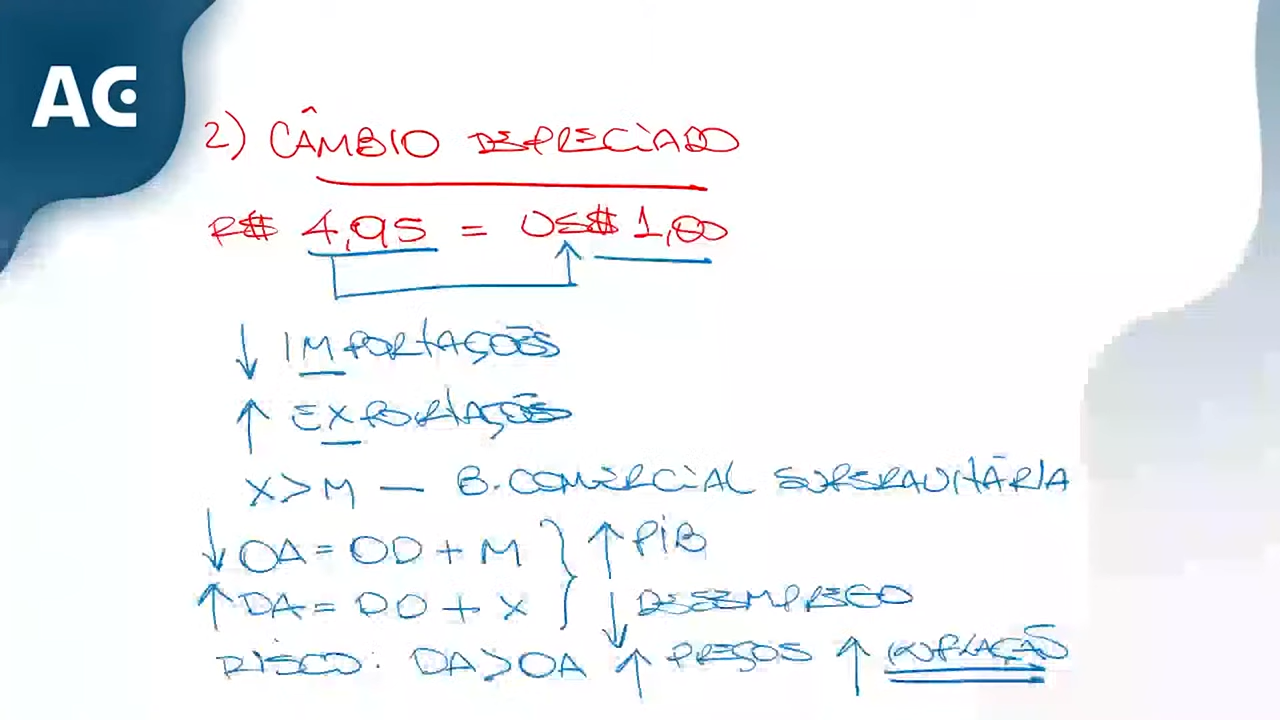 AC
2) CÂMBIO DEPRECIADO
R$ 4,95 = US$ 1,00
↓ IMPORTAÇÕES
↑ EXPORTAÇÕES
X > M — B. COMERCIAL SUPERAVITÁRIA
↓ OA = OD + M } ↑ PIB
↑ DA = DD + X ↓ DESEMPREGO
RISCO: DA > OA ↑ PREÇOS ↑ INFLAÇÃO